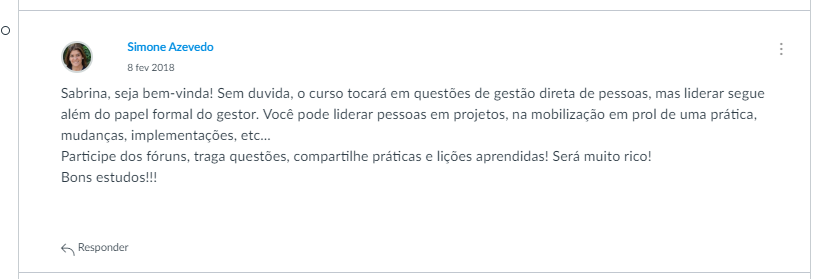 Simone Azevedo
8 fev 2018
Sabrina, seja bem-vinda! Sem duvida, o curso tocará em questões de gestão direta de pessoas, mas liderar segue
além do papel formal do gestor. Você pode liderar pessoas em projetos, na mobilização em prol de uma prática,
mudanças, implementações, etc...
Participe dos fóruns, traga questões, compartilhe práticas e lições aprendidas! Será muito rico!
Bons estudos!!!
Responder